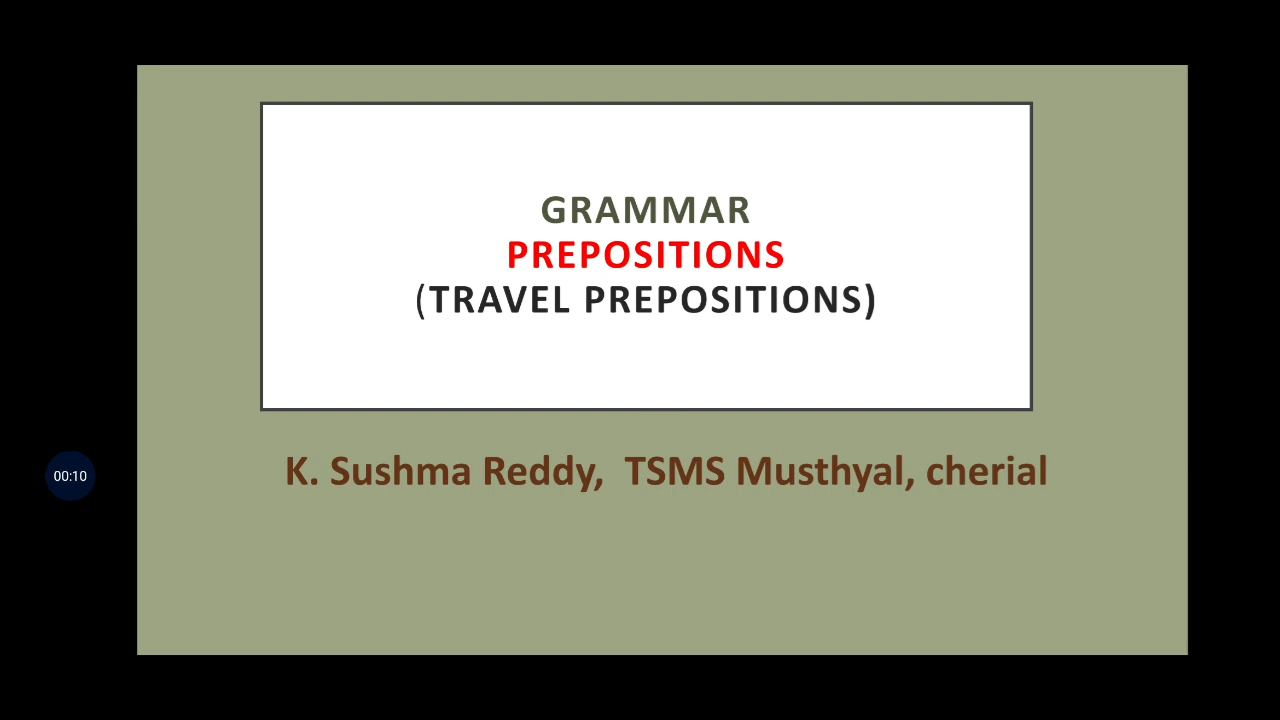 GRAMMAR
PREPOSITIONS
(TRAVEL PREPOSITIONS)
K. Sushma Reddy, TSMS Musthyal, cherial
00:10